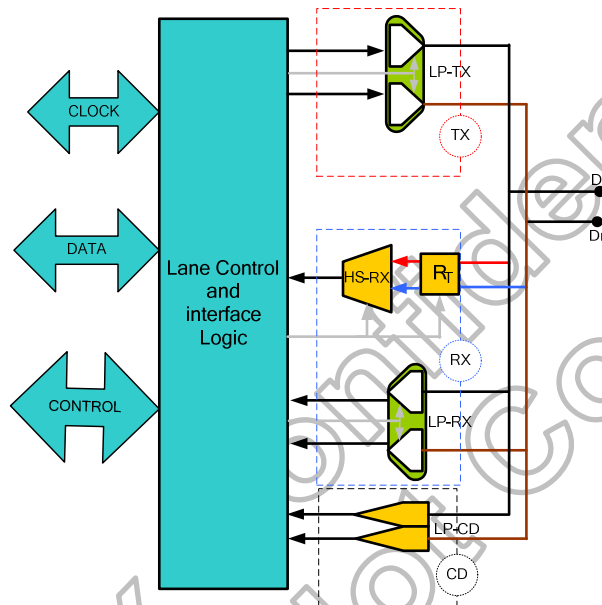 CLOCK
DATA
CONTROL
Lane Control
and
interface
Logic
LP-TX
TX
HS-RX
RT
RX
LP-RX
LP-CD
CD